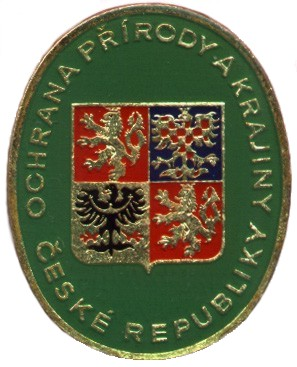 OCHRANA PŘÍRODY A KRAJINY
ČESKÉ REPUBLIKY